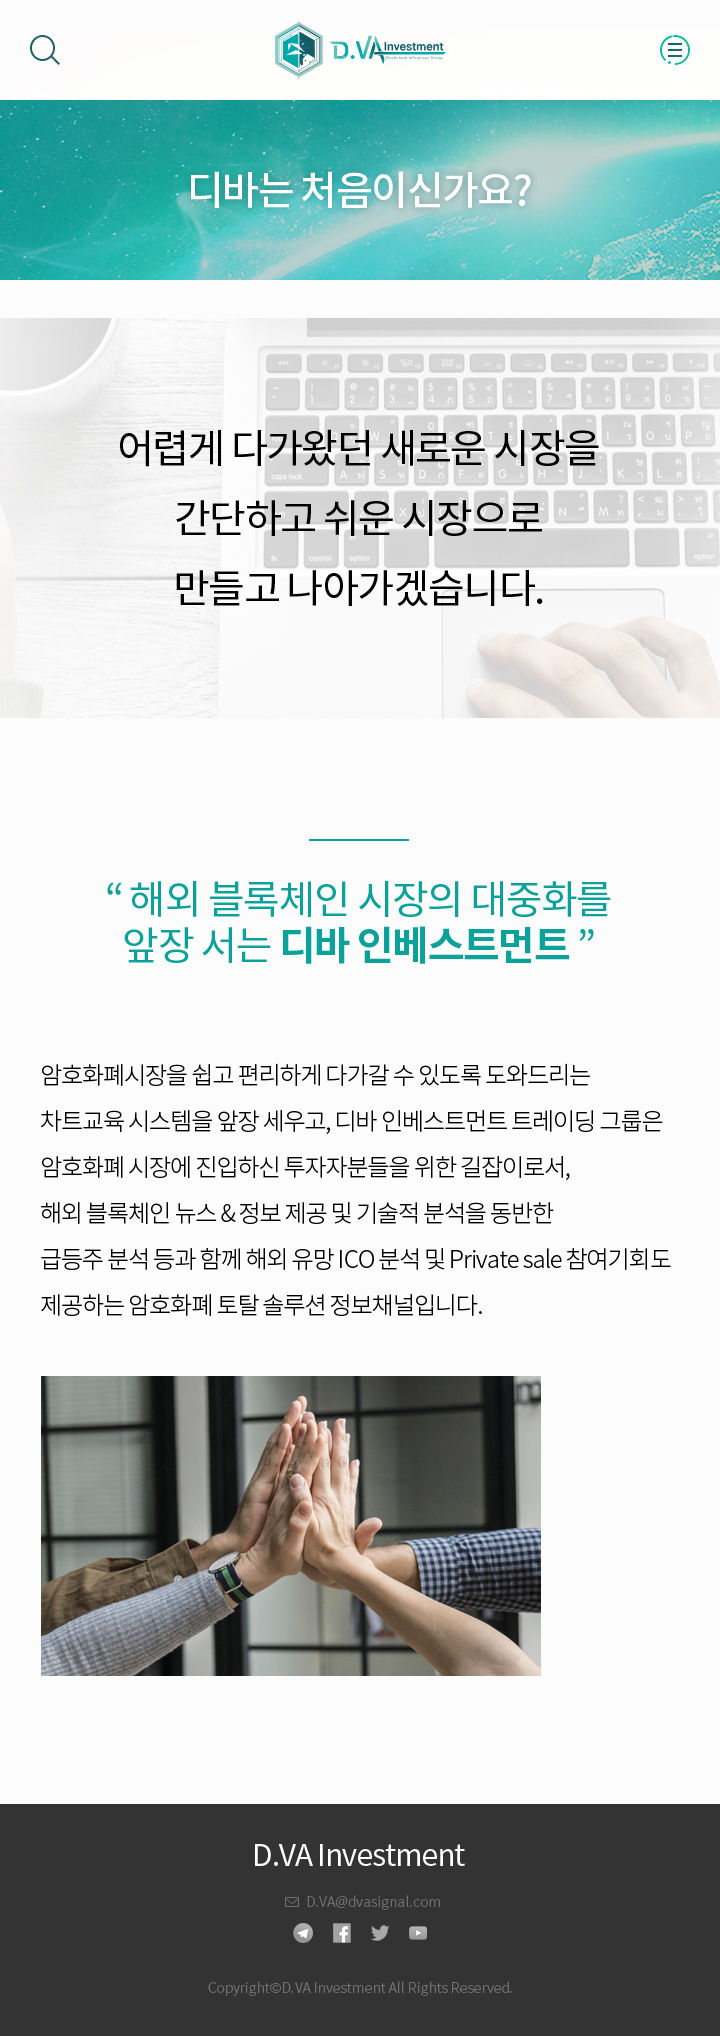 D.VA Investment
Blockchain Influencer Group
디바는 처음이신가요?
어렵게 다가왔던 새로운 시장을
간단하고 쉬운 시장으로
만들고 나아가겠습니다.
“ 해외 블록체인 시장의 대중화를
앞장 서는 디바 인베스트먼트 ”
암호화폐시장을 쉽고 편리하게 다가갈 수 있도록 도와드리는
차트교육 시스템을 앞장 세우고, 디바 인베스트먼트 트레이딩 그룹은
암호화폐 시장에 진입하신 투자자분들을 위한 길잡이로서,
해외 블록체인 뉴스 & 정보 제공 및 기술적 분석을 동반한
급등주 분석 등과 함께 해외 유망 ICO 분석 및 Private sale 참여기회도
제공하는 암호화폐 토탈 솔루션 정보채널입니다.
D.VA Investment
D.VA@dvasignal.com
Copyright©D.VA Investment All Rights Reserved.